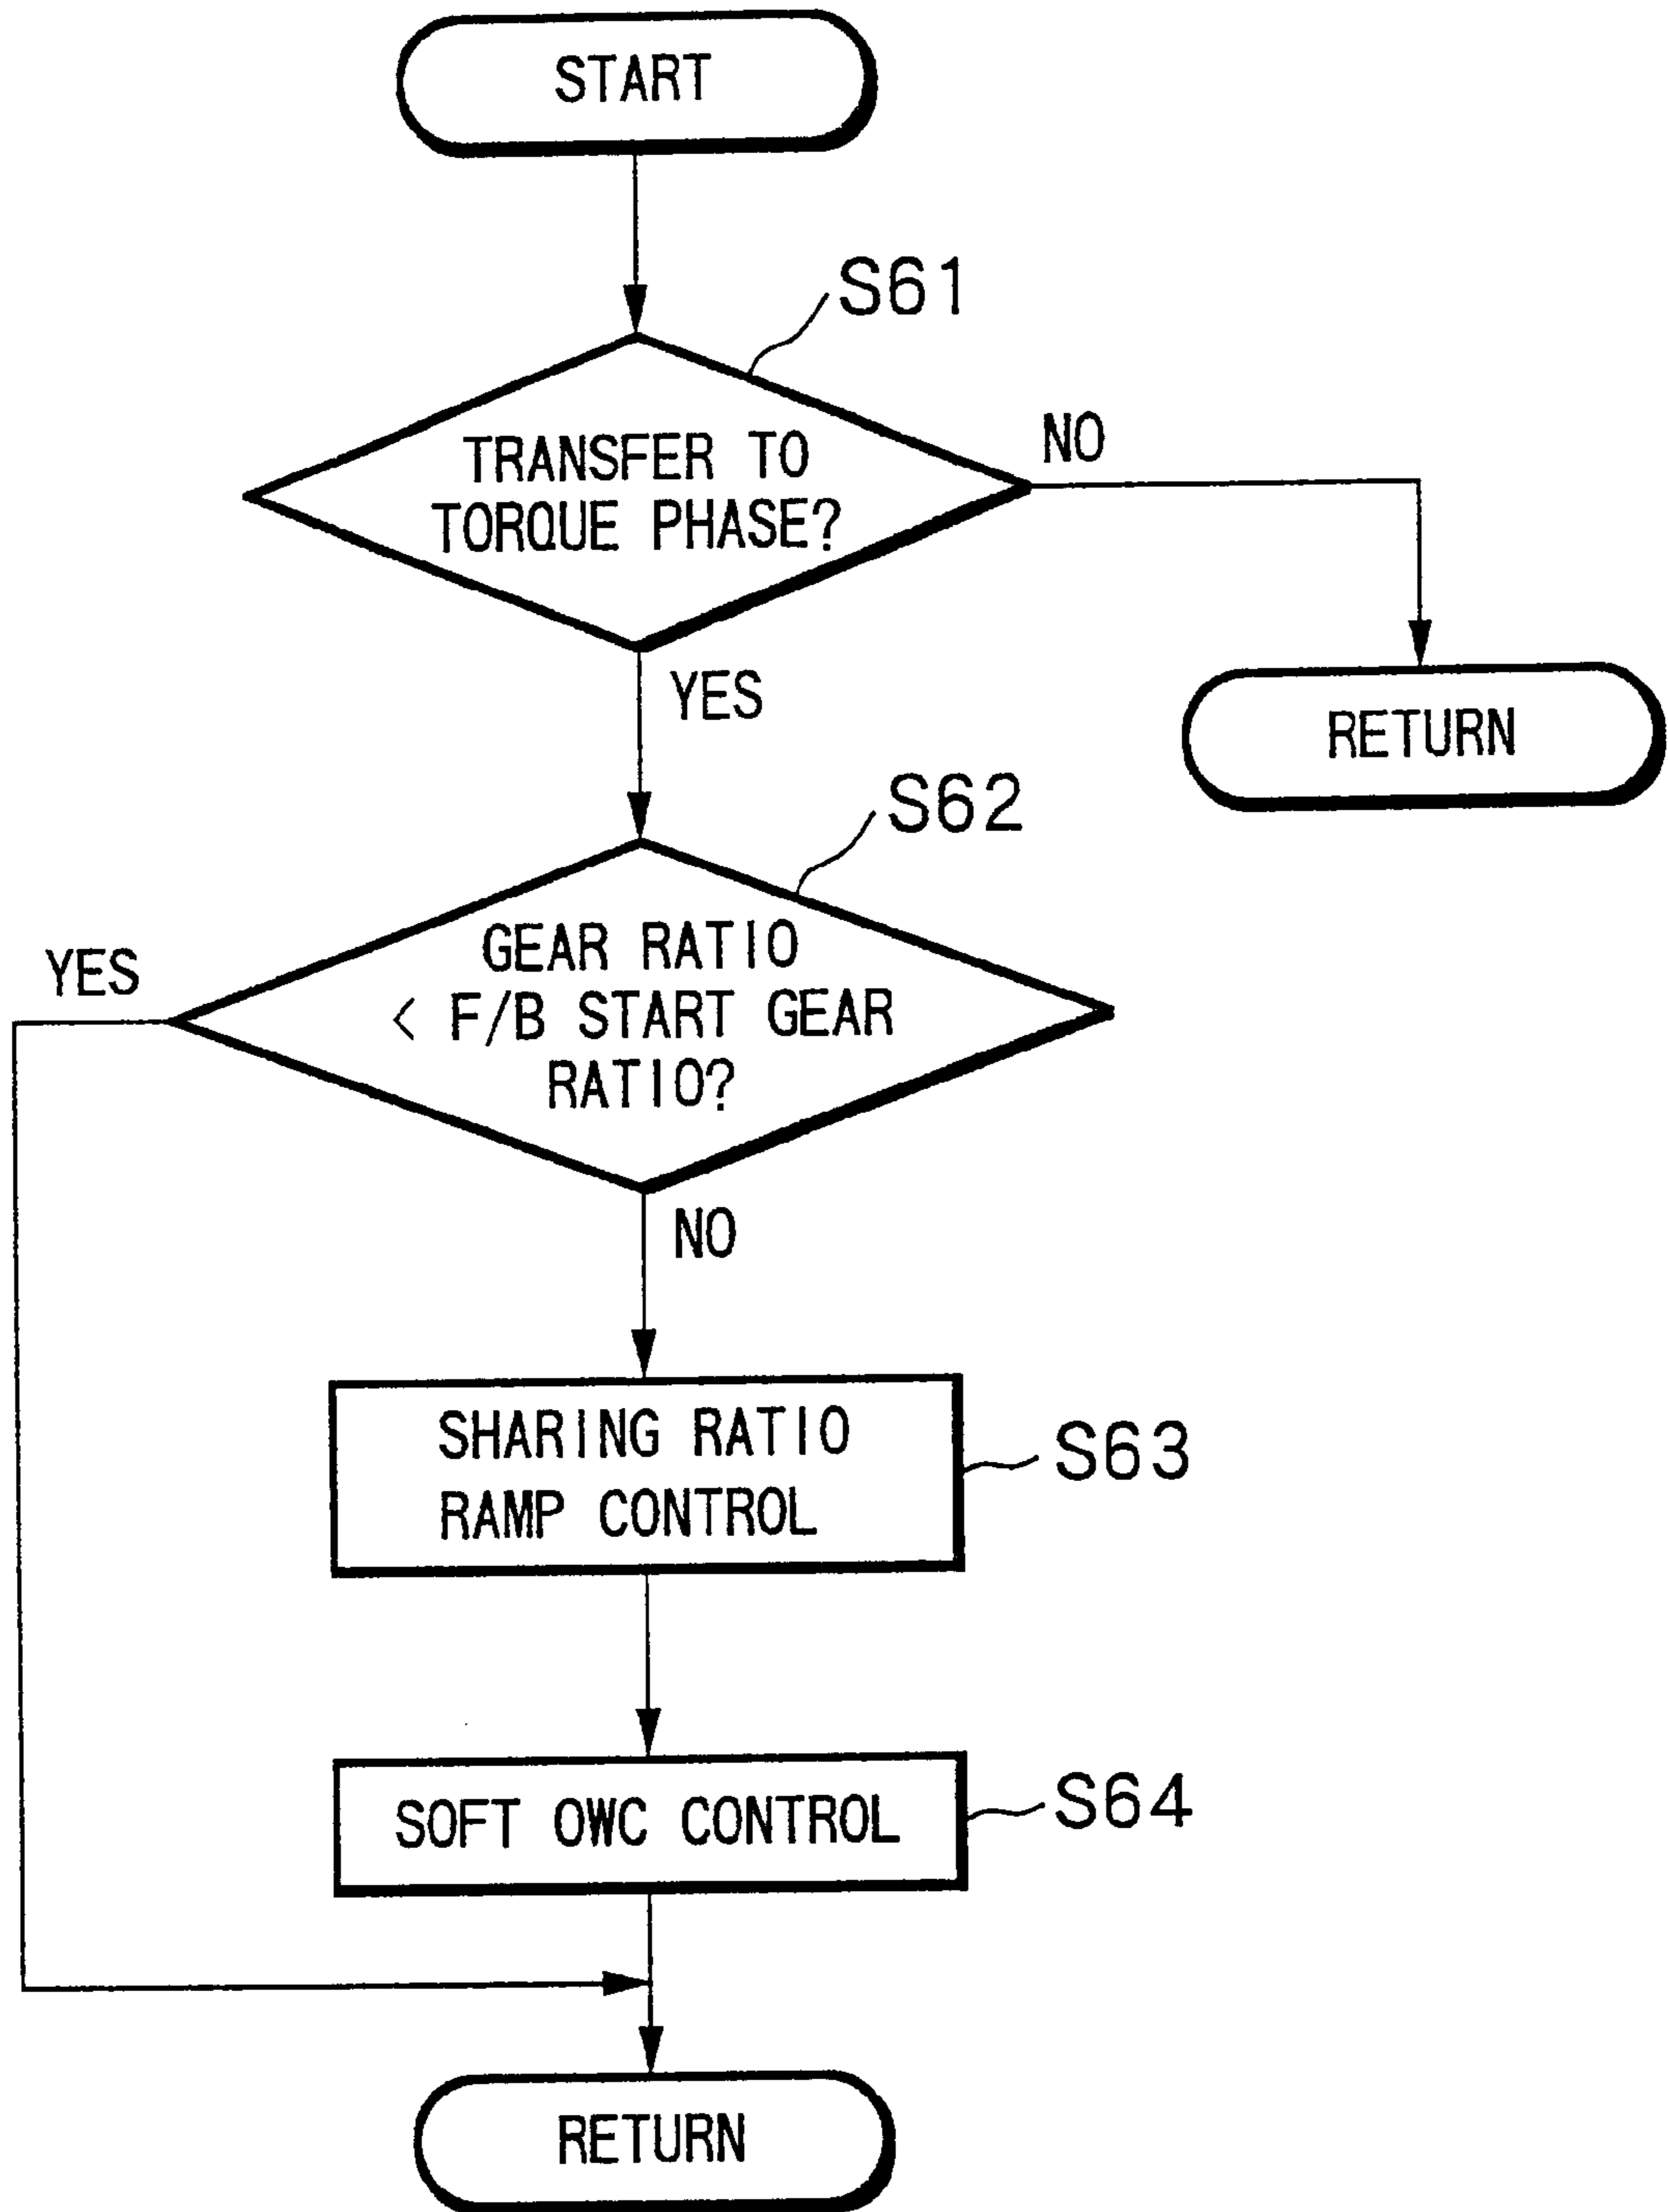 START
S61
TRANSFER TO
TORQUE PHASE?
NO
YES
RETURN
S62
YES
GEAR RATIO
< F/B START GEAR
RATIO?
NO
SHARING RATIO
RAMP CONTROL
S63
SOFT OWC CONTROL
S64
RETURN